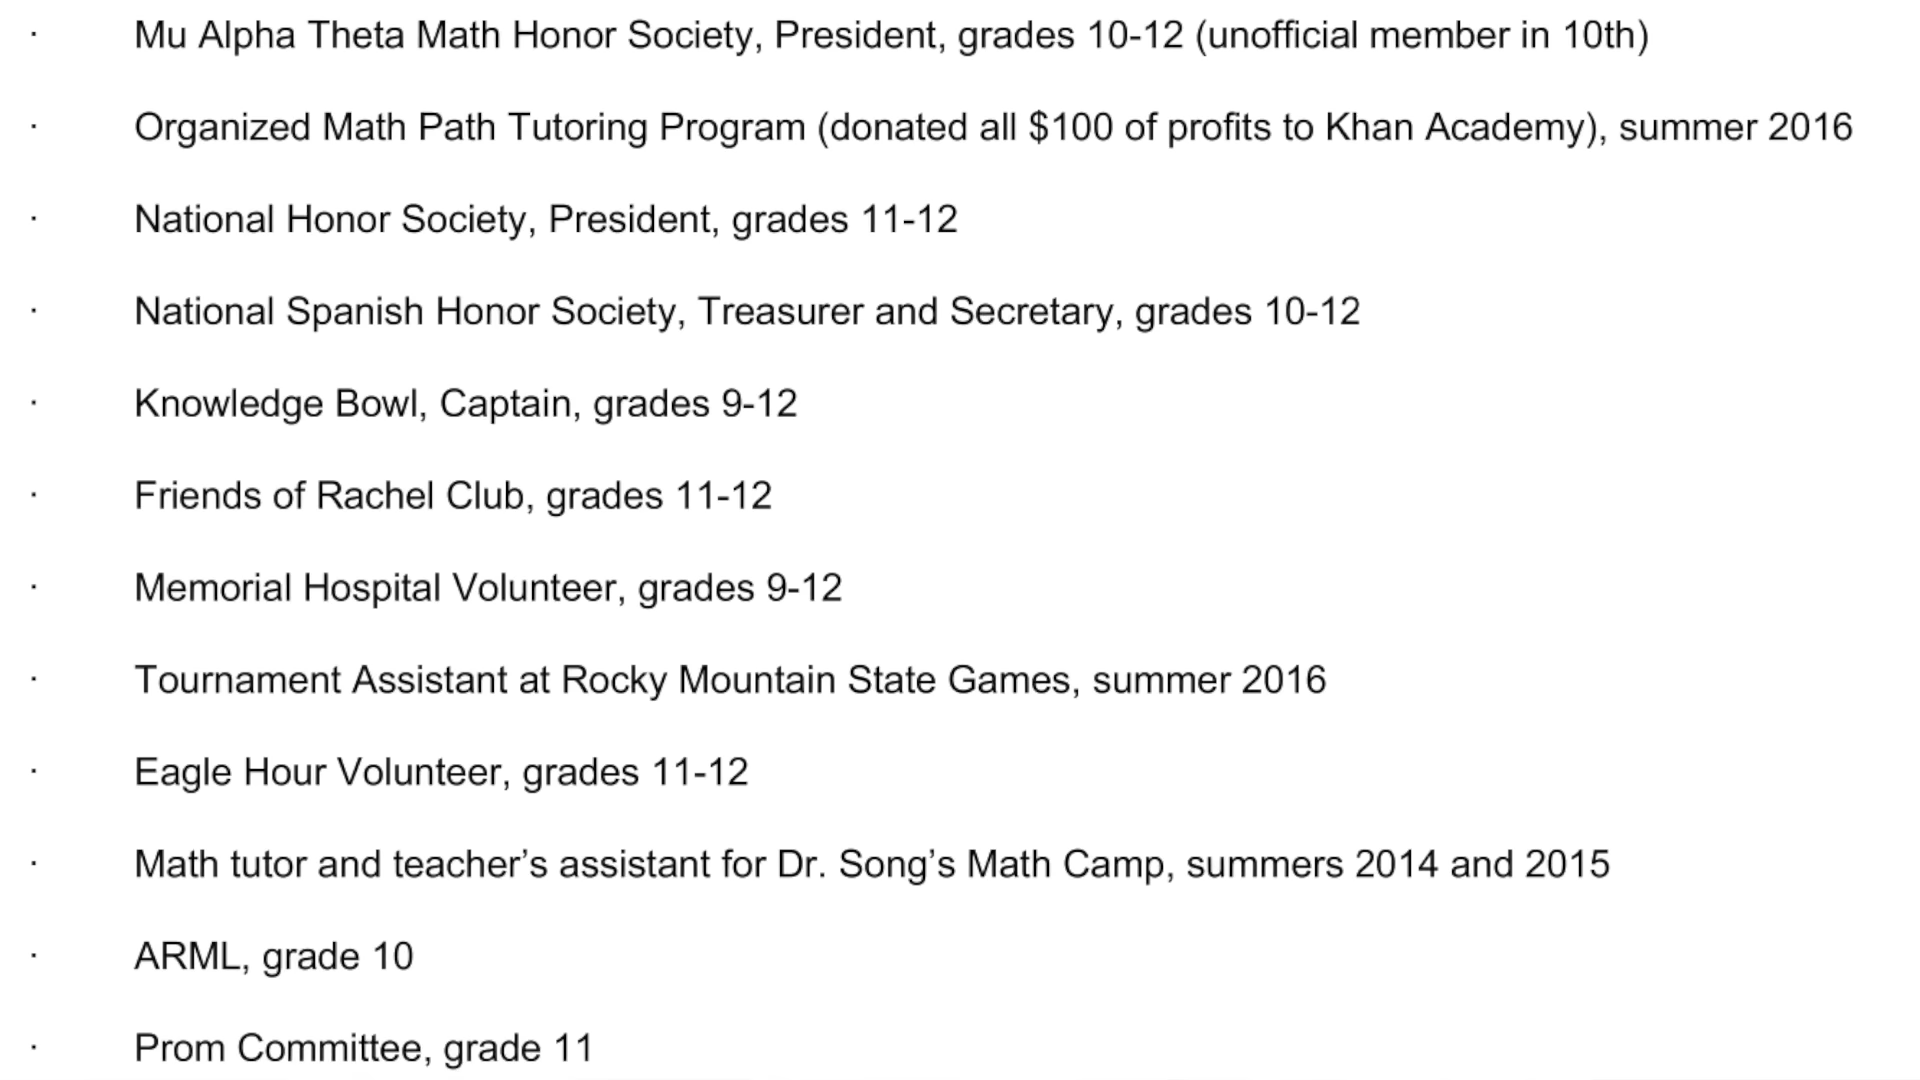 · Mu Alpha Theta Math Honor Society, President, grades 10-12 (unofficial member in 10th)
· Organized Math Path Tutoring Program (donated all $100 of profits to Khan Academy), summer 2016
· National Honor Society, President, grades 11-12
· National Spanish Honor Society, Treasurer and Secretary, grades 10-12
· Knowledge Bowl, Captain, grades 9-12
· Friends of Rachel Club, grades 11-12
· Memorial Hospital Volunteer, grades 9-12
· Tournament Assistant at Rocky Mountain State Games, summer 2016
· Eagle Hour Volunteer, grades 11-12
· Math tutor and teacher’s assistant for Dr. Song’s Math Camp, summers 2014 and 2015
· ARML, grade 10
· Prom Committee, grade 11